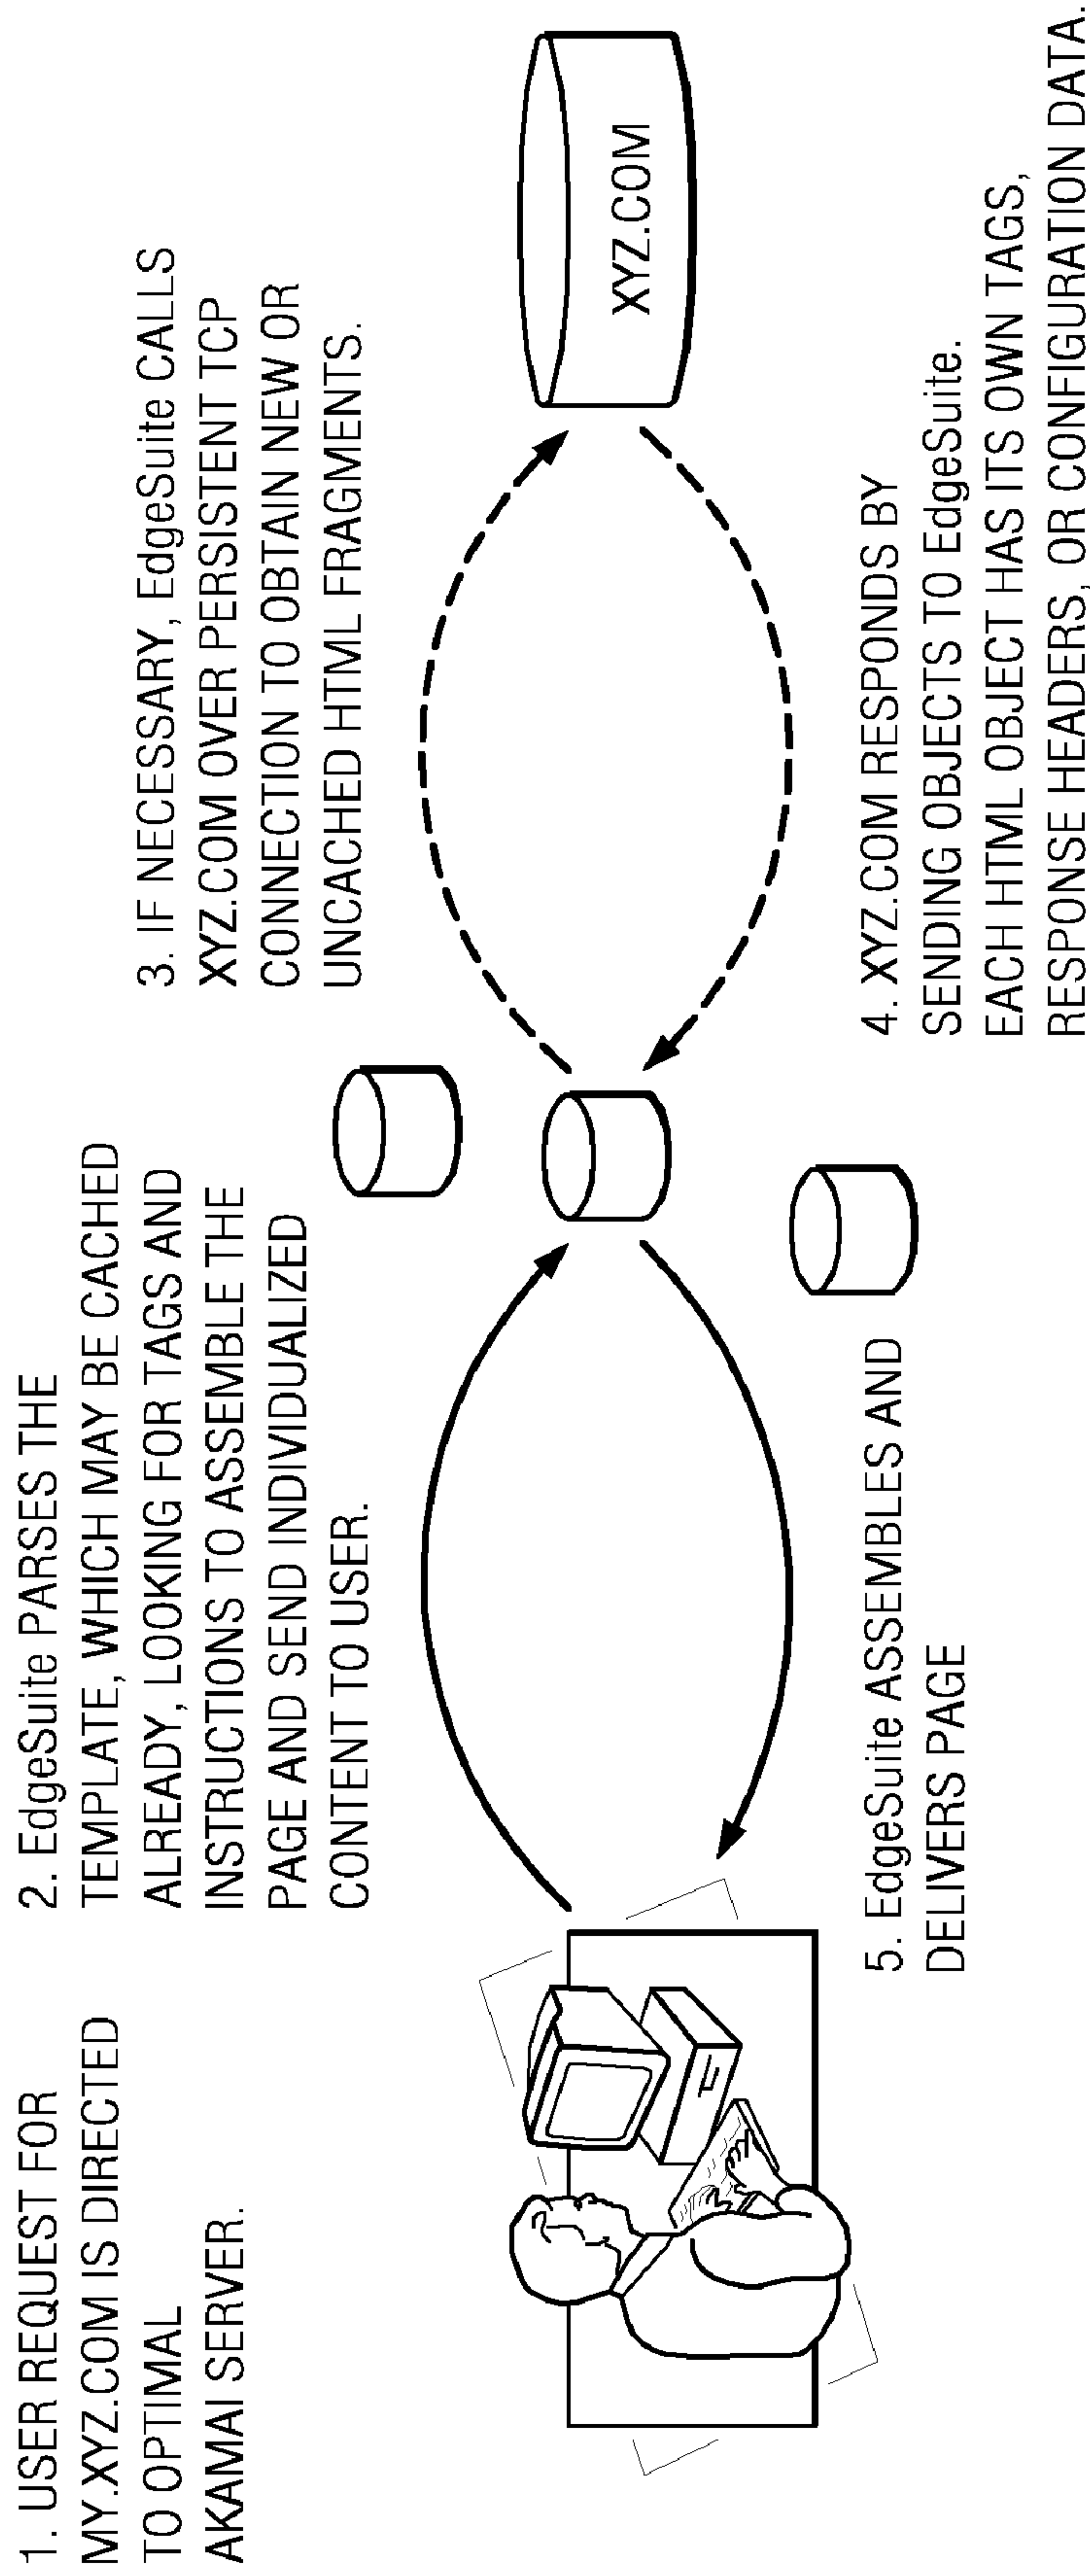 1. USER REQUEST FOR
MY.XYZ.COM IS DIRECTED
TO OPTIMAL
AKAMAI SERVER.
2. EdgeSuite PARSES THE
TEMPLATE, WHICH MAY BE CACHED
ALREADY, LOOKING FOR TAGS AND
INSTRUCTIONS TO ASSEMBLE THE
PAGE AND SEND INDIVIDUALIZED
CONTENT TO USER.
3. IF NECESSARY, EdgeSuite CALLS
XYZ.COM OVER PERSISTENT TCP
CONNECTION TO OBTAIN NEW OR
UNCACHED HTML FRAGMENTS.
XYZ.COM
4. XYZ.COM RESPONDS BY
SENDING OBJECTS TO EdgeSuite.
EACH HTML OBJECT HAS ITS OWN TAGS,
RESPONSE HEADERS, OR CONFIGURATION DATA.
5. EdgeSuite ASSEMBLES AND
DELIVERS PAGE